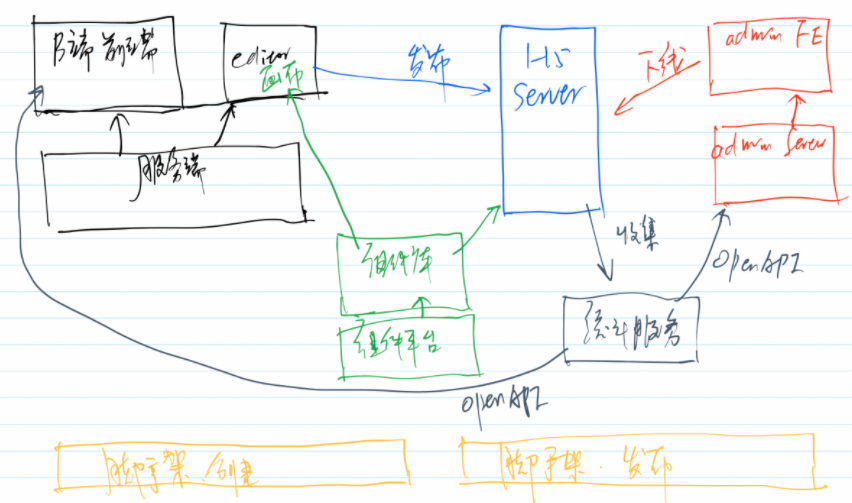 B端 前端
editor
画布
发布
H5
Server
下线
admin FE
admin Server
服务端
组件库
组件平台
收集
OpenAPI
统计服务
OpenAPI
脚手架.创建
脚手架.发布